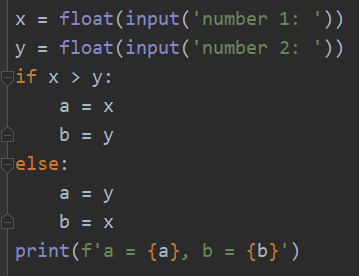 x = float(input('number 1: '))
y = float(input('number 2: '))
if x > y:
    a = x
    b = y
else:
    a = y
    b = x
print(f'a = {a}, b = {b}')